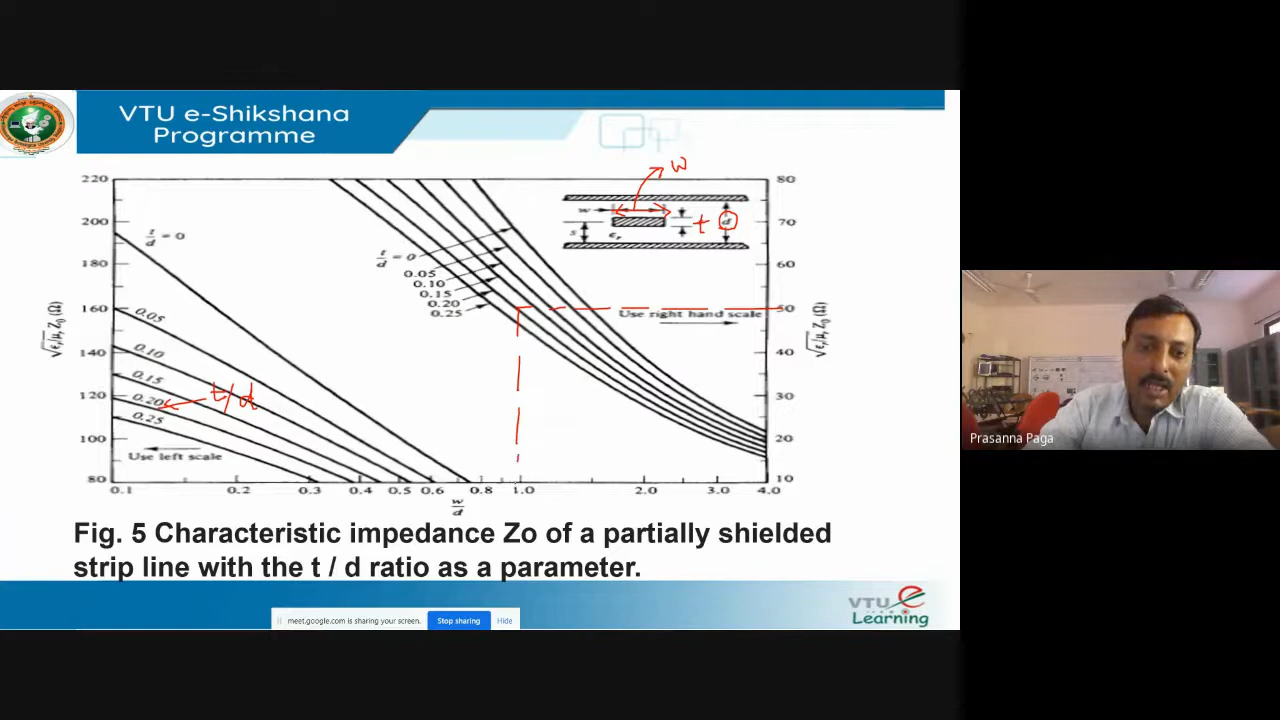 VTU e-Shikshana
Programme
220
200
180
160
140
120
100
80
√εr/μr Z0 (Ω)
t/d = 0
0.05
0.10
0.15
0.20
0.25
t/d
Use left scale
t/d = 0
0.05
0.10
0.15
0.20
0.25
w
w
s
εr
t
d
Use right hand scale
80
70
60
50
40
30
20
10
√εr/μr Z0 (Ω)
0.1 0.2 0.3 0.4 0.5 0.6 0.8 1.0 2.0 3.0 4.0
w/d
Fig. 5 Characteristic impedance Zo of a partially shielded
strip line with the t / d ratio as a parameter.
VTU e
Learning
meet.google.com is sharing your screen. Stop sharing Hide
Prasanna Paga